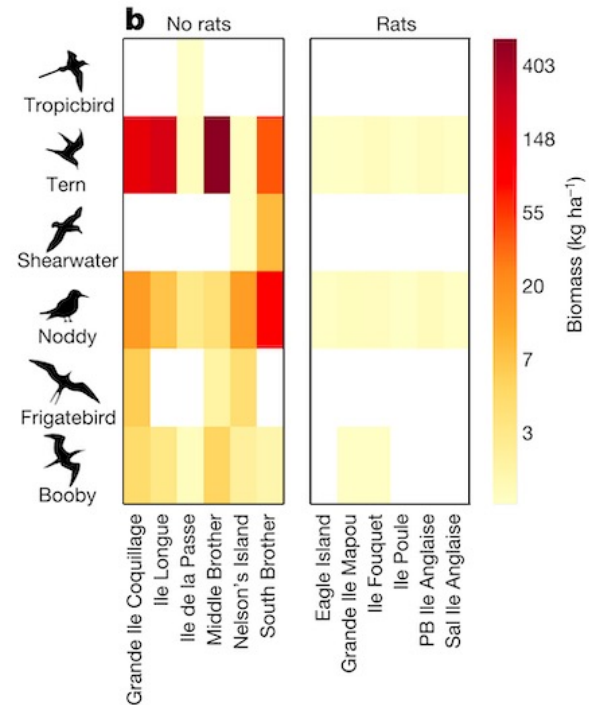 b
No rats
Rats
Tropicbird
Tern
Shearwater
Noddy
Frigatebird
Booby
Grande Ile Coquillage
Ile Longue
Ile de la Passe
Middle Brother
Nelson's Island
South Brother
Eagle Island
Grande Ile Mapou
Ile Fouquet
Ile Poule
PB Ile Anglaise
Sal Ile Anglaise
403
148
55
20
7
3
Biomass (kg ha⁻¹)